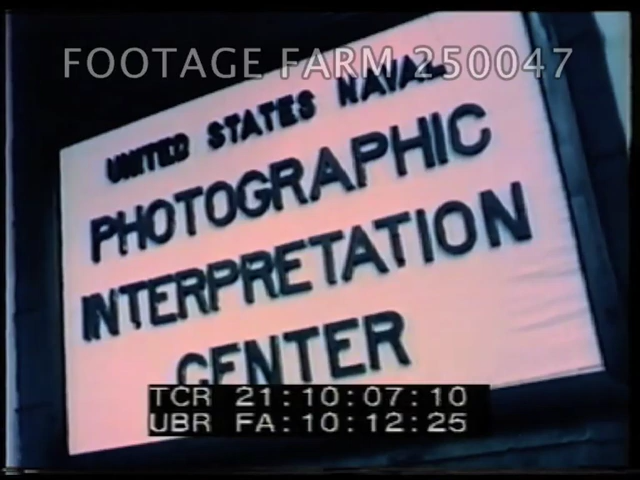 FOOTAGE FARM 250047
UNITED STATES NAVAL
PHOTOGRAPHIC
INTERPRETATION
CENTER
TCR 21:10:07:10
UBR FA:10:12:25